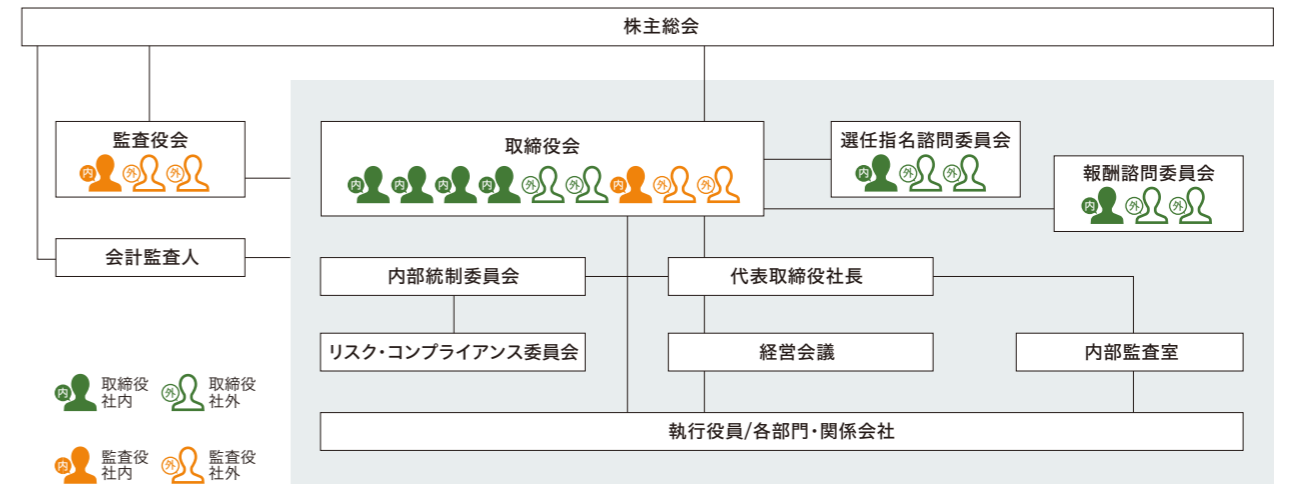 株主総会
監査役会
内 外 外
取締役会
内 内 内 内 外 外 内 外 外
選任指名諮問委員会
内 外 外
報酬諮問委員会
内 外 外
会計監査人
内部統制委員会
代表取締役社長
リスク・コンプライアンス委員会
経営会議
内部監査室
執行役員/各部門・関係会社
内 取締役
社内
外 取締役
社外
内 監査役
社内
外 監査役
社外